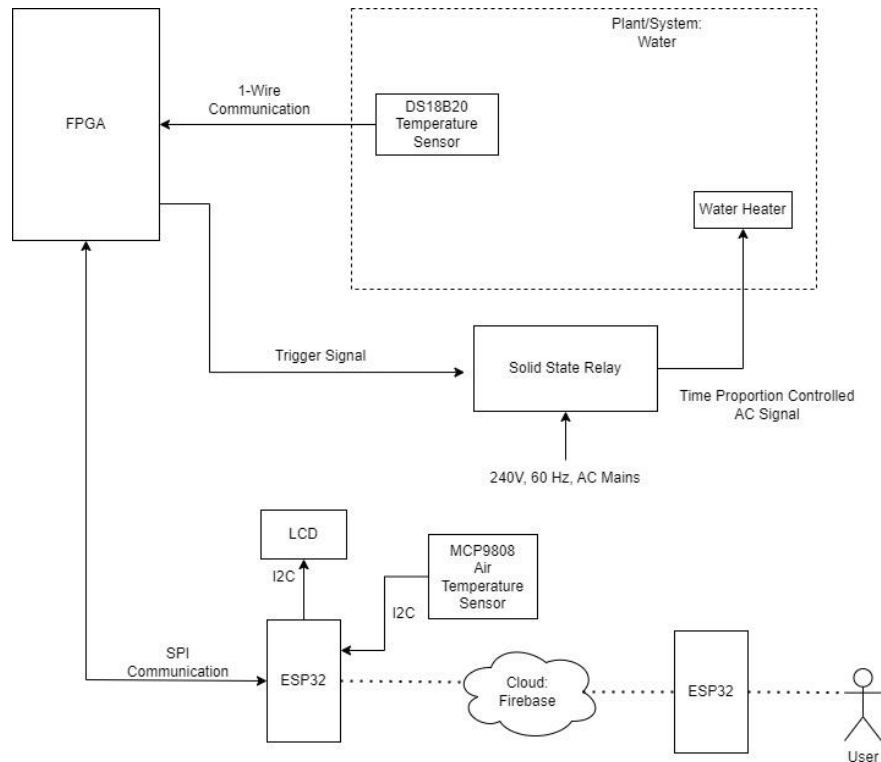 Plant/System:
Water
FPGA
1-Wire
Communication
DS18B20
Temperature
Sensor
Water Heater
Trigger Signal
Solid State Relay
Time Proportion Controlled
AC Signal
240V, 60 Hz, AC Mains
LCD
I2C
MCP9808
Air
Temperature
Sensor
I2C
SPI
Communication
ESP32
Cloud:
Firebase
ESP32
User